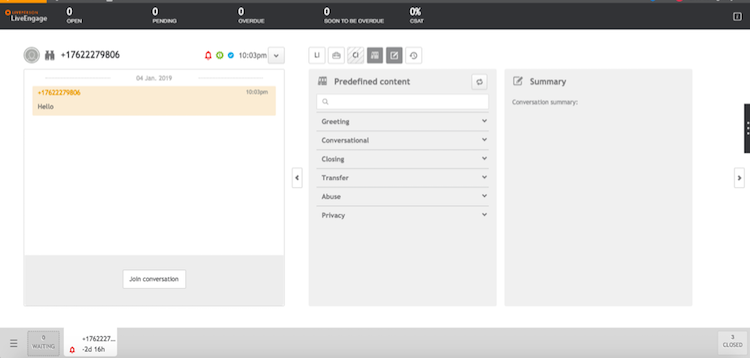 LIVEPERSON
LiveEngage
0
OPEN
0
PENDING
0
OVERDUE
0
SOON TO BE OVERDUE
0%
CSAT
+17622279806
10:03pm
LI
CI
04 Jan, 2019
+17622279806
10:03pm
Hello
Join conversation
Predefined content
Greeting
Conversational
Closing
Transfer
Abuse
Privacy
Summary
Conversation summary:
0
WAITING
+1762227...
-2d 16h
3
CLOSED